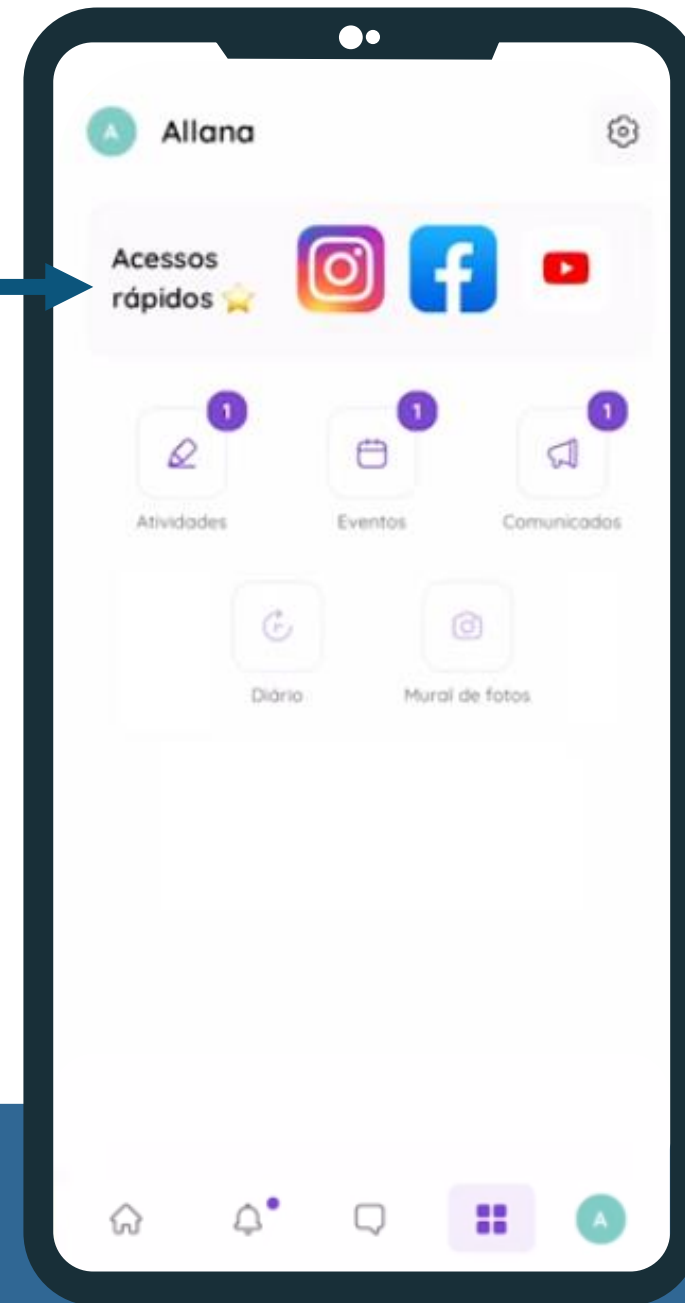 A Allana
Acessos
rápidos ⭐
1 1 1
Atividades Eventos Comunicados
Diário Mural de fotos
A